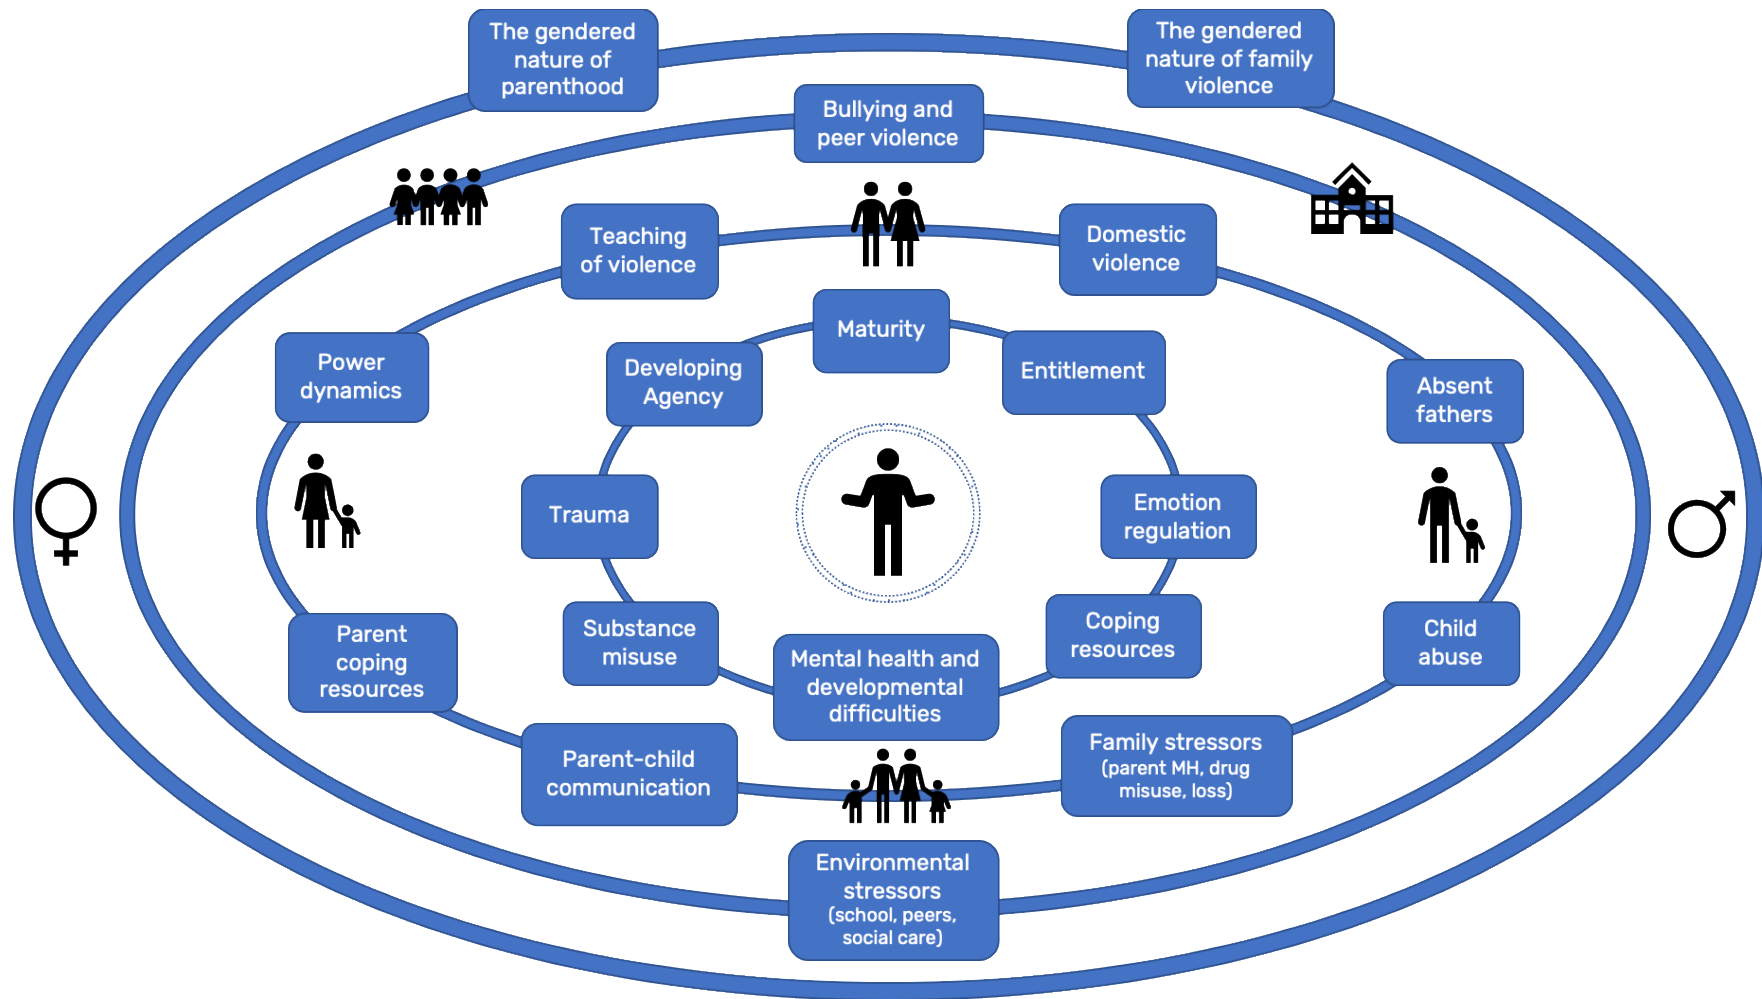 The gendered
nature of
parenthood
The gendered
nature of family
violence
Bullying and
peer violence
Teaching
of violence
Domestic
violence
Maturity
Power
dynamics
Developing
Agency
Entitlement
Absent
fathers
Trauma
Emotion
regulation
Parent
coping
resources
Substance
misuse
Mental health and
developmental
difficulties
Coping
resources
Child
abuse
Parent-child
communication
Family stressors
(parent MH, drug
misuse, loss)
Environmental
stressors
(school, peers,
social care)